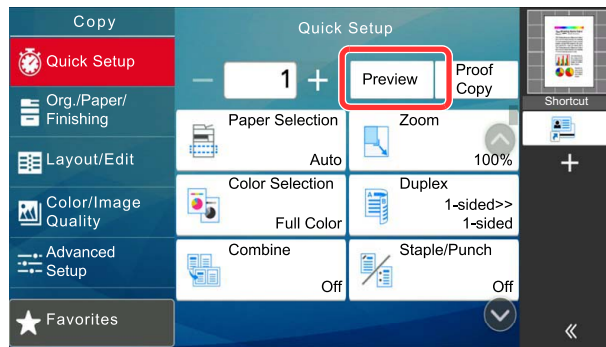 Copy
Quick Setup
Quick Setup
1
Preview
Proof
Copy
Shortcut
Org./Paper/
Finishing
Paper Selection
Auto
Zoom
100%
Layout/Edit
Color Selection
Full Color
Duplex
1-sided>>
1-sided
Color/Image
Quality
Advanced
Setup
Combine
Off
Staple/Punch
Off
Favorites